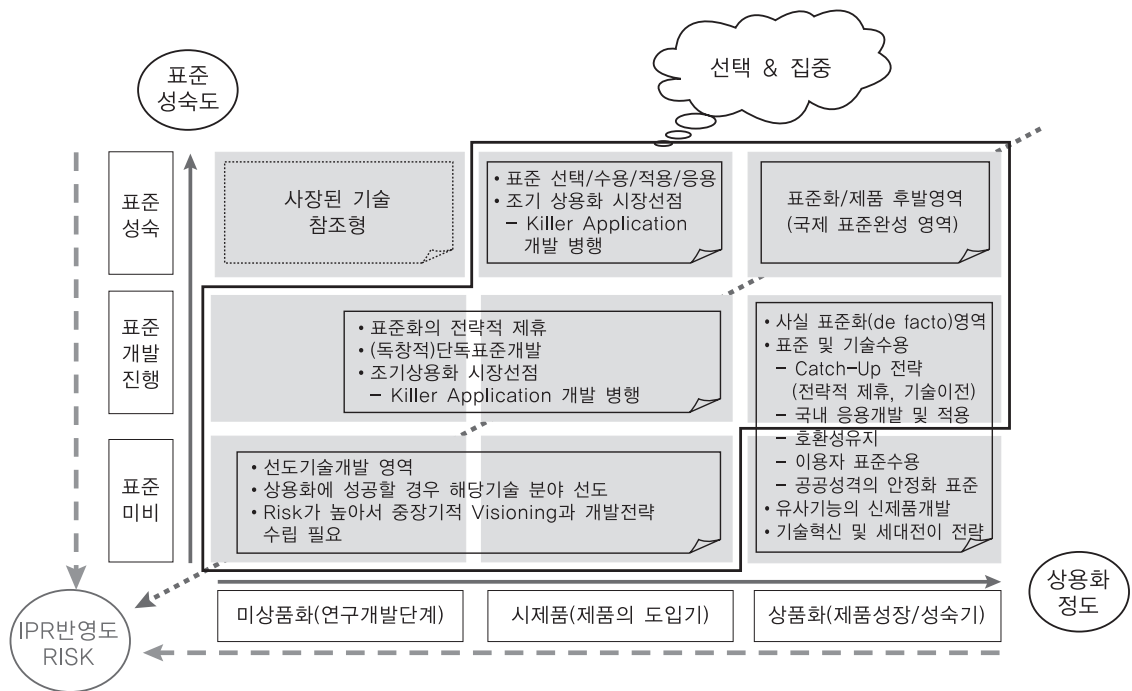 선택 & 집중
표준
성숙도
표준
성숙
사장된 기술
참조형
• 표준 선택/수용/적용/응용
• 조기 상용화 시장선점
– Killer Application
개발 병행
표준화/제품 후발영역
(국제 표준완성 영역)
표준
개발
진행
• 표준화의 전략적 제휴
• (독창적)단독표준개발
• 조기상용화 시장선점
– Killer Application 개발 병행
• 사실 표준화(de facto)영역
• 표준 및 기술수용
– Catch-Up 전략
(전략적 제휴, 기술이전)
– 국내 응용개발 및 적용
– 호환성유지
– 이용자 표준수용
– 공공성격의 안정화 표준
• 유사기능의 신제품개발
• 기술혁신 및 세대전이 전략
표준
미비
• 선도기술개발 영역
• 상용화에 성공할 경우 해당기술 분야 선도
• Risk가 높아서 중장기적 Visioning과 개발전략
수립 필요
미상품화(연구개발단계)
시제품(제품의 도입기)
상품화(제품성장/성숙기)
상용화
정도
IPR반영도
RISK